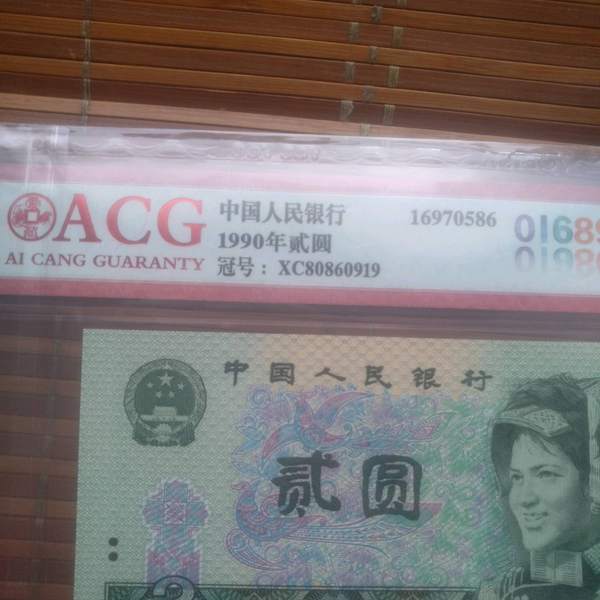 ACG
AI CANG GUARANTY
中国人民银行
1990年贰圆
冠号：XC80860919
16970586
01689
中国人民银行
贰圆